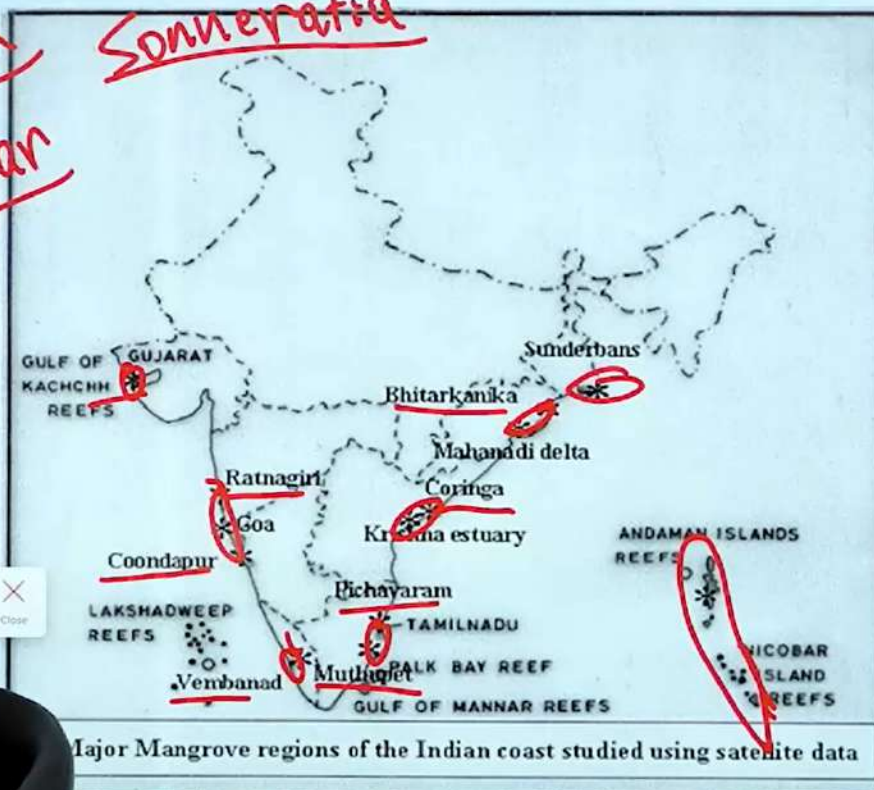 Sonneratia
Sunderbans
GULF OF
KACHCHH
REEFS
GUJARAT
Bhitarkanika
Mahanadi delta
Ratnagiri
Coringa
Goa
Krishna estuary
ANDAMAN ISLANDS
REEFS
Coondapur
Pichavaram
Close
LAKSHADWEEP
REEFS
TAMILNADU
NICOBAR
ISLAND
REEFS
PALK BAY REEF
Vembanad
Muthupet
GULF OF MANNAR REEFS
Major Mangrove regions of the Indian coast studied using satellite data